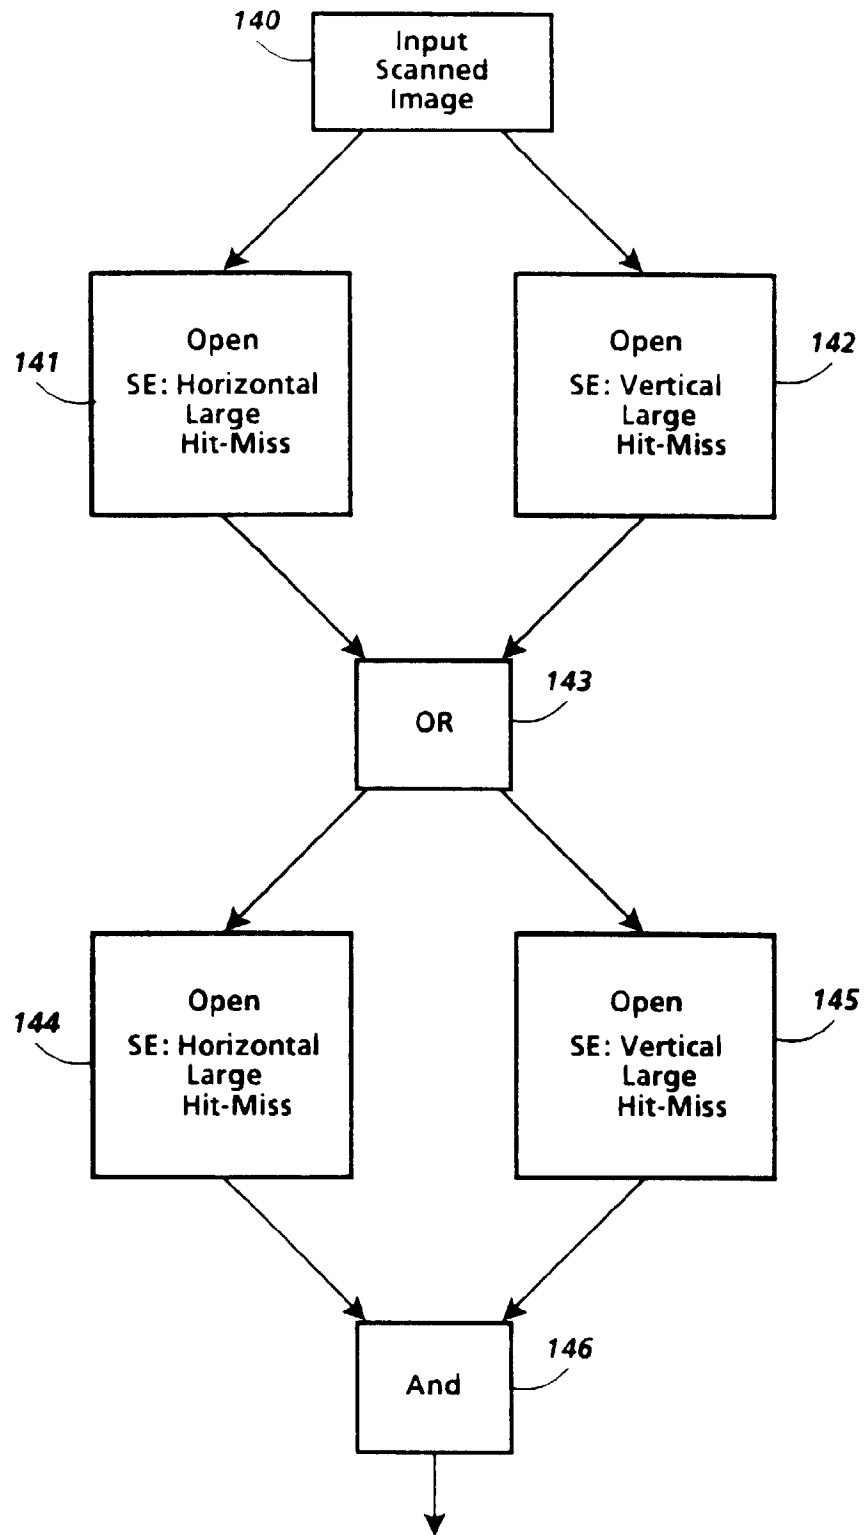 140
Input
Scanned
Image
141
Open
SE: Horizontal
Large
Hit-Miss
Open
SE: Vertical
Large
Hit-Miss
142
OR
143
144
Open
SE: Horizontal
Large
Hit-Miss
Open
SE: Vertical
Large
Hit-Miss
145
And
146